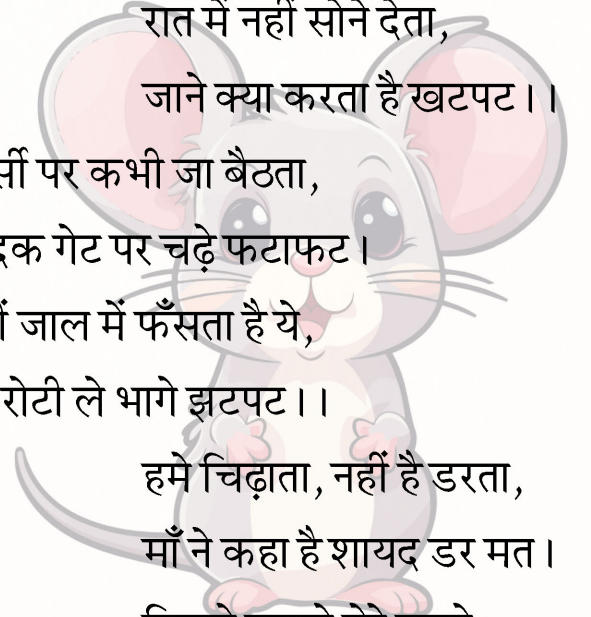 रात में नहीं सोने देता,
जाने क्या करता है खटपट।।
पर कभी जा बैठता,
गेट पर चढ़े फटाफट।
जाल में फँसता है ये,
रोटी ले भागे झटपट।।
हमे चिढ़ाता, नहीं है डरता,
माँ ने कहा है शायद डर मत।